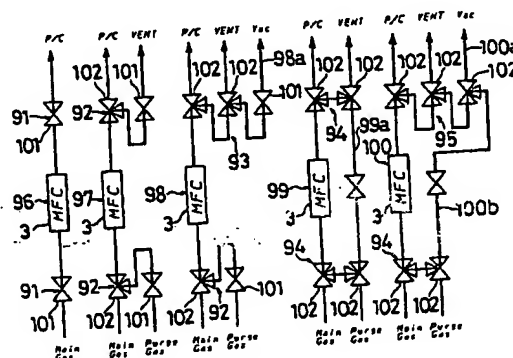 P/C P/C VENT P/C VENT Vac P/C VENT P/C VENT Vac
102 101 102 102 98a 102 102 102 100a
91 92 101 94 102
101 93 99a 95
100
96 MFC 97 MFC 98 MFC 99 MFC MFC
3 3 3 3 3
100b
94 94
91 92 92 101
101 102 101 102 102 102 102 102
Main Gas Main Gas Purge Gas Main Gas Purge Gas Main Gas Purge Gas Main Gas Purge Gas